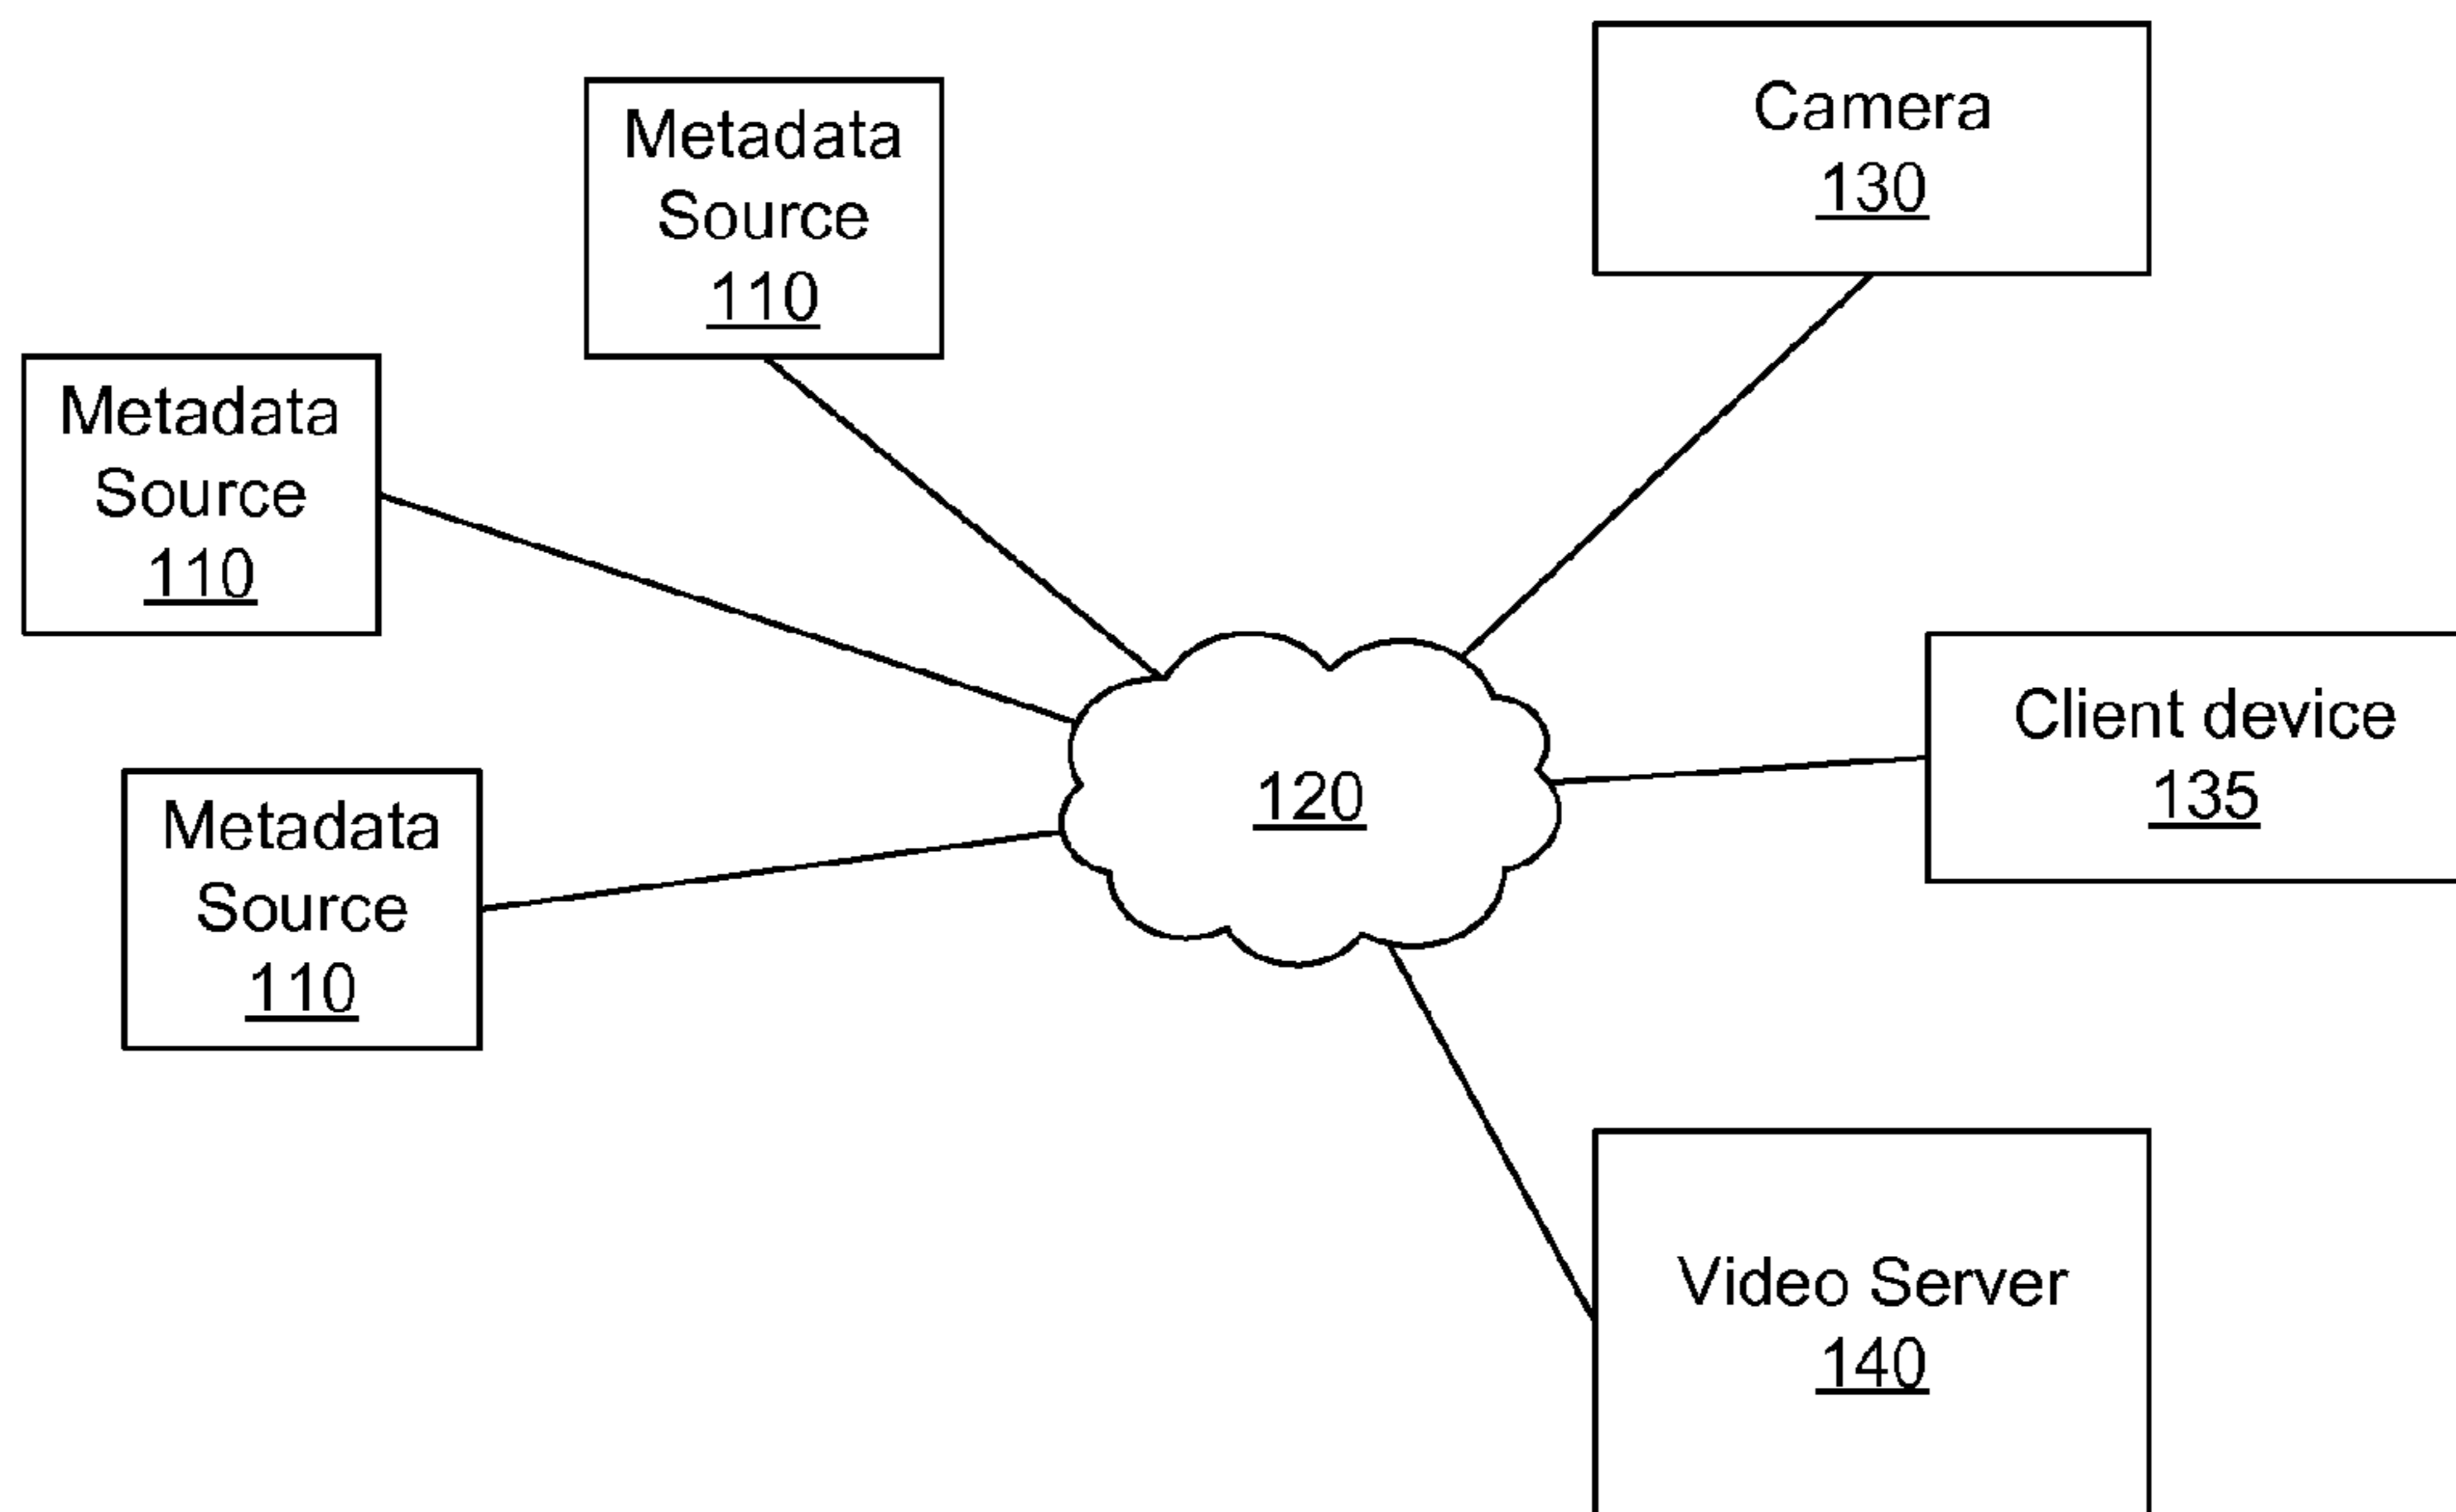 Camera
130
Metadata
Source
110
Metadata
Source
110
Client device
135
120
Metadata
Source
110
Video Server
140